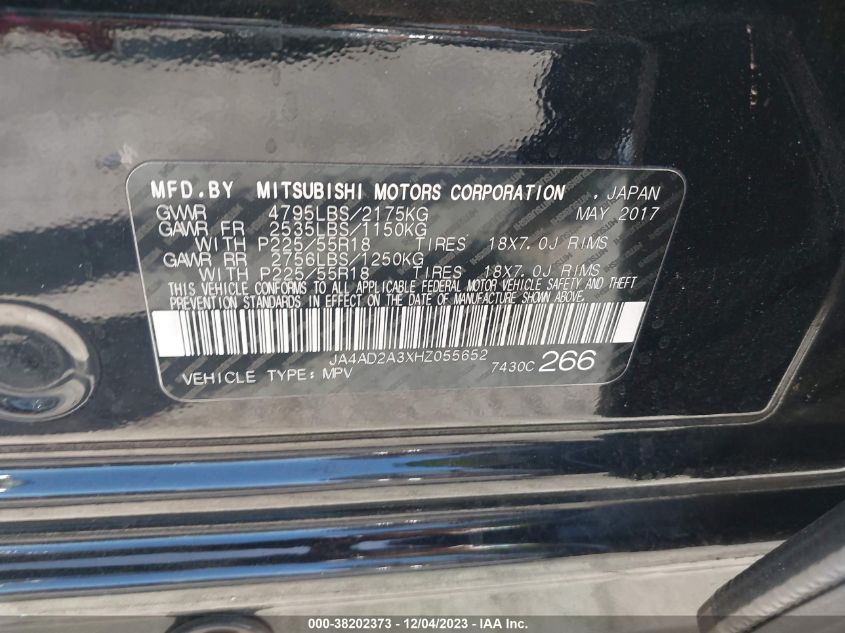 MFD.BY MITSUBISHI MOTORS CORPORATION , JAPAN
GVWR 4795LBS/2175KG MAY 2017
GAWR FR 2535LBS/1150KG
WITH P225/55R18 TIRES 18X7.0J RIMS
GAWR RR 2756LBS/1250KG
WITH P225/55R18 TIRES 18X7.0J RIMS
THIS VEHICLE CONFORMS TO ALL APPLICABLE FEDERAL MOTOR VEHICLE SAFETY AND THEFT
PREVENTION STANDARDS IN EFFECT ON THE DATE OF MANUFACTURE SHOWN ABOVE.
JA4AD2A3XHZ055652
VEHICLE TYPE: MPV 7430C 266
000-38202373 - 12/04/2023 - IAAI.COM